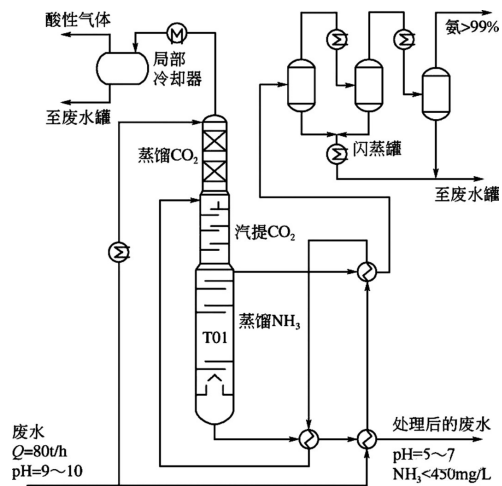 酸性气体
局部
冷却器
至废水罐
氨>99%
闪蒸罐
至废水罐
蒸馏CO₂
汽提CO₂
蒸馏NH₃
T01
废水
Q=80t/h
pH=9～10
处理后的废水
pH=5～7
NH₃<450mg/L